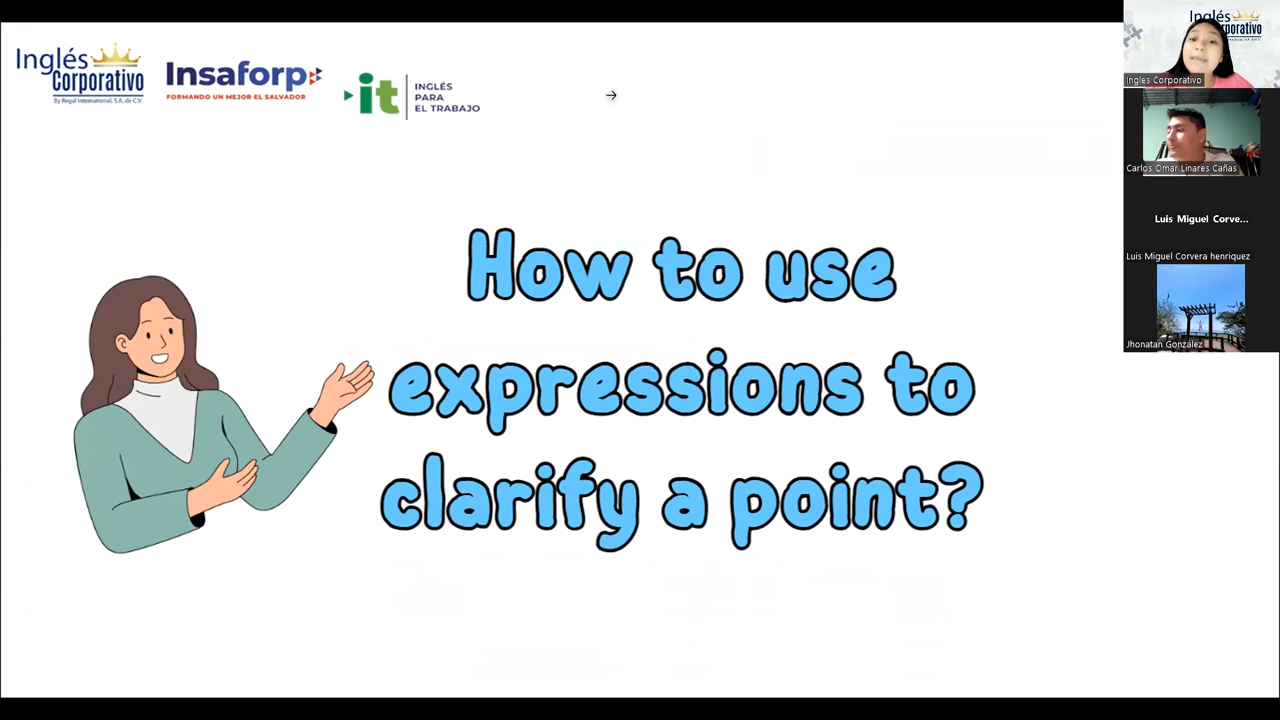 Inglés
Corporativo
By Regal International, S.A. de C.V.
Insaforp
FORMANDO UN MEJOR EL SALVADOR
it
INGLÉS
PARA
EL TRABAJO
How to use
expressions to
clarify a point?
Inglés
Corporativo
Ingles Corporativo
Carlos Omar Linares Cañas
Luis Miguel Corve...
Luis Miguel Corvera henriquez
Jhonatan González